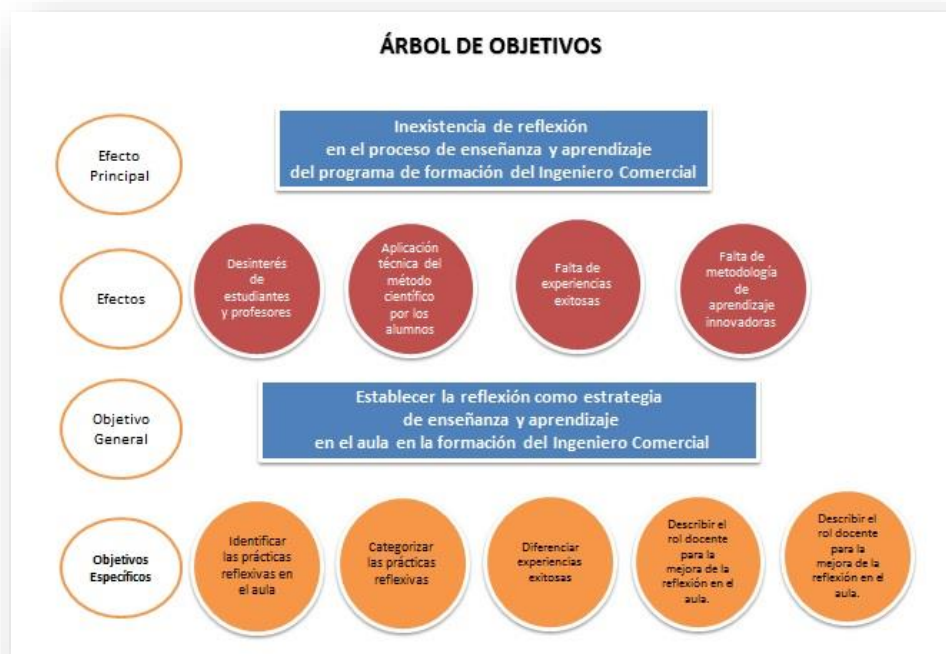 ÁRBOL DE OBJETIVOS
Efecto
Principal
Inexistencia de reflexión
en el proceso de enseñanza y aprendizaje
del programa de formación del Ingeniero Comercial
Efectos
Desinterés
de
estudiantes
y profesores
Aplicación
técnica del
método
científico
por los
alumnos
Falta de
experiencias
exitosas
Falta de
metodología
de
aprendizaje
innovadoras
Objetivo
General
Establecer la reflexión como estrategia
de enseñanza y aprendizaje
en el aula en la formación del Ingeniero Comercial
Objetivos
Específicos
Identificar
las prácticas
reflexivas en
el aula
Categorizar
las prácticas
reflexivas
Diferenciar
experiencias
exitosas
Describir el
rol docente
para la
mejora de la
reflexión en el
aula.
Describir el
rol docente
para la
mejora de la
reflexión en el
aula.